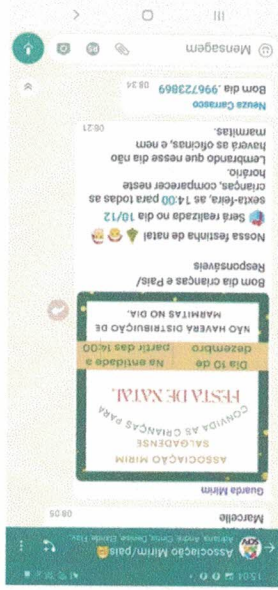 15:01
Associação Mirim/pais
Marcelle
08:05
Guarda Mirim
ASSOCIAÇÃO MIRIM
SALGADENSE
CONVIDA AS CRIANÇAS PARA
FESTA DE NATAL
Dia 10 de
dezembro
Na entidade a
partir das 14:00
NÃO HAVERÁ DISTRIBUIÇÃO DE
MARMITAS NO DIA.
Bom dia crianças e Pais/
Responsáveis
Nossa festinha de natal
Será realizada no dia 10/12
sexta-feira, as 14:00 para todas as
crianças, comparecer neste
horário.
Lembrando que nesse dia não
haverá as oficinas, e nem
marmitas.
08:21
Neuza Carrasco
Bom dia .996723869
08:34
Mensagem